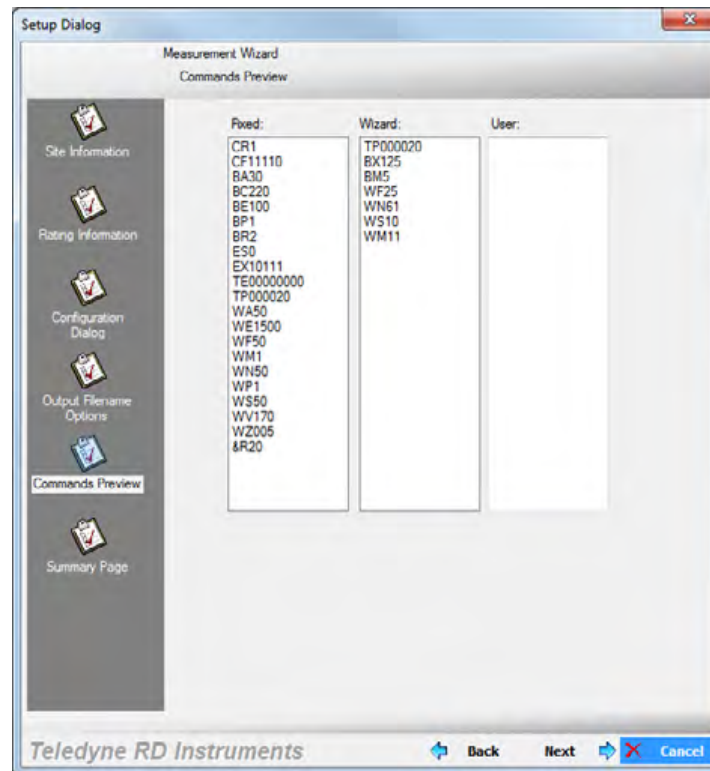 Setup Dialog
Measurement Wizard
Commands Preview
Site Information
Rating Information
Configuration
Dialog
Output Filename
Options
Commands Preview
Summary Page
Fixed:
CR1
CF11110
BA30
BC220
BE100
BP1
BR2
ES0
EX10111
TE00000000
TP000020
WA50
WE1500
WF50
WM1
WN50
WP1
WS50
WV170
WZ005
&R20
Wizard:
TP000020
BX125
BM5
WF25
WN61
WS10
WM11
User:
Teledyne RD Instruments
Back
Next
Cancel